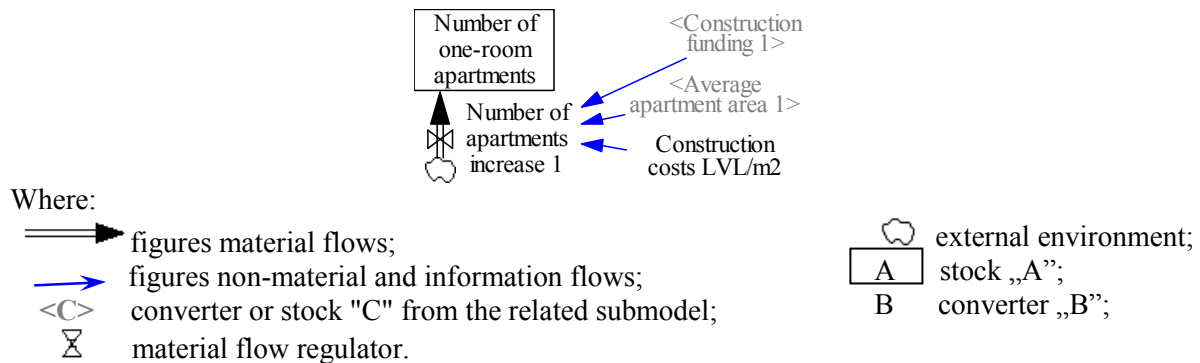 Number of
one-room
apartments
<Construction
funding 1>
<Average
apartment area 1>
Number of
apartments
increase 1
Construction
costs LVL/m2
Where:
figures material flows;
figures non-material and information flows;
<C> converter or stock "C" from the related submodel;
material flow regulator.
external environment;
A stock „A”;
B converter „B”;